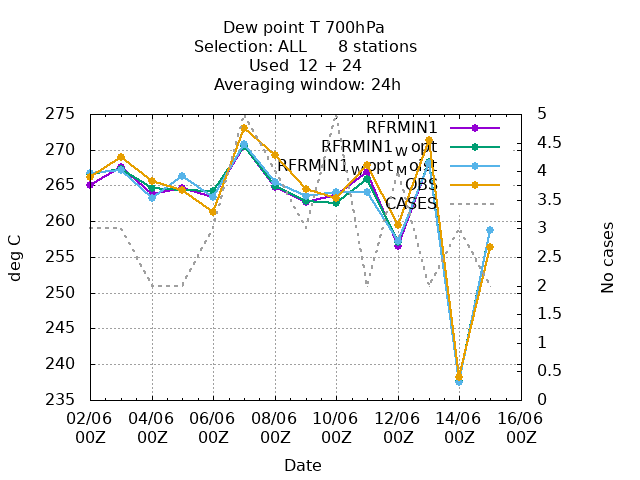 Dew point T 700hPa
Selection: ALL 8 stations
Used 12 + 24
Averaging window: 24h
275
270
265
260
255
250
245
240
235
deg C
5
4.5
4
3.5
3
2.5
2
1.5
1
0.5
0
No cases
RFRMIN1
RFRMIN1_W opt
RFRMIN1_Wopt_Mopt
OBS
CASES
02/06 04/06 06/06 08/06 10/06 12/06 14/06 16/06
00Z 00Z 00Z 00Z 00Z 00Z 00Z 00Z
Date